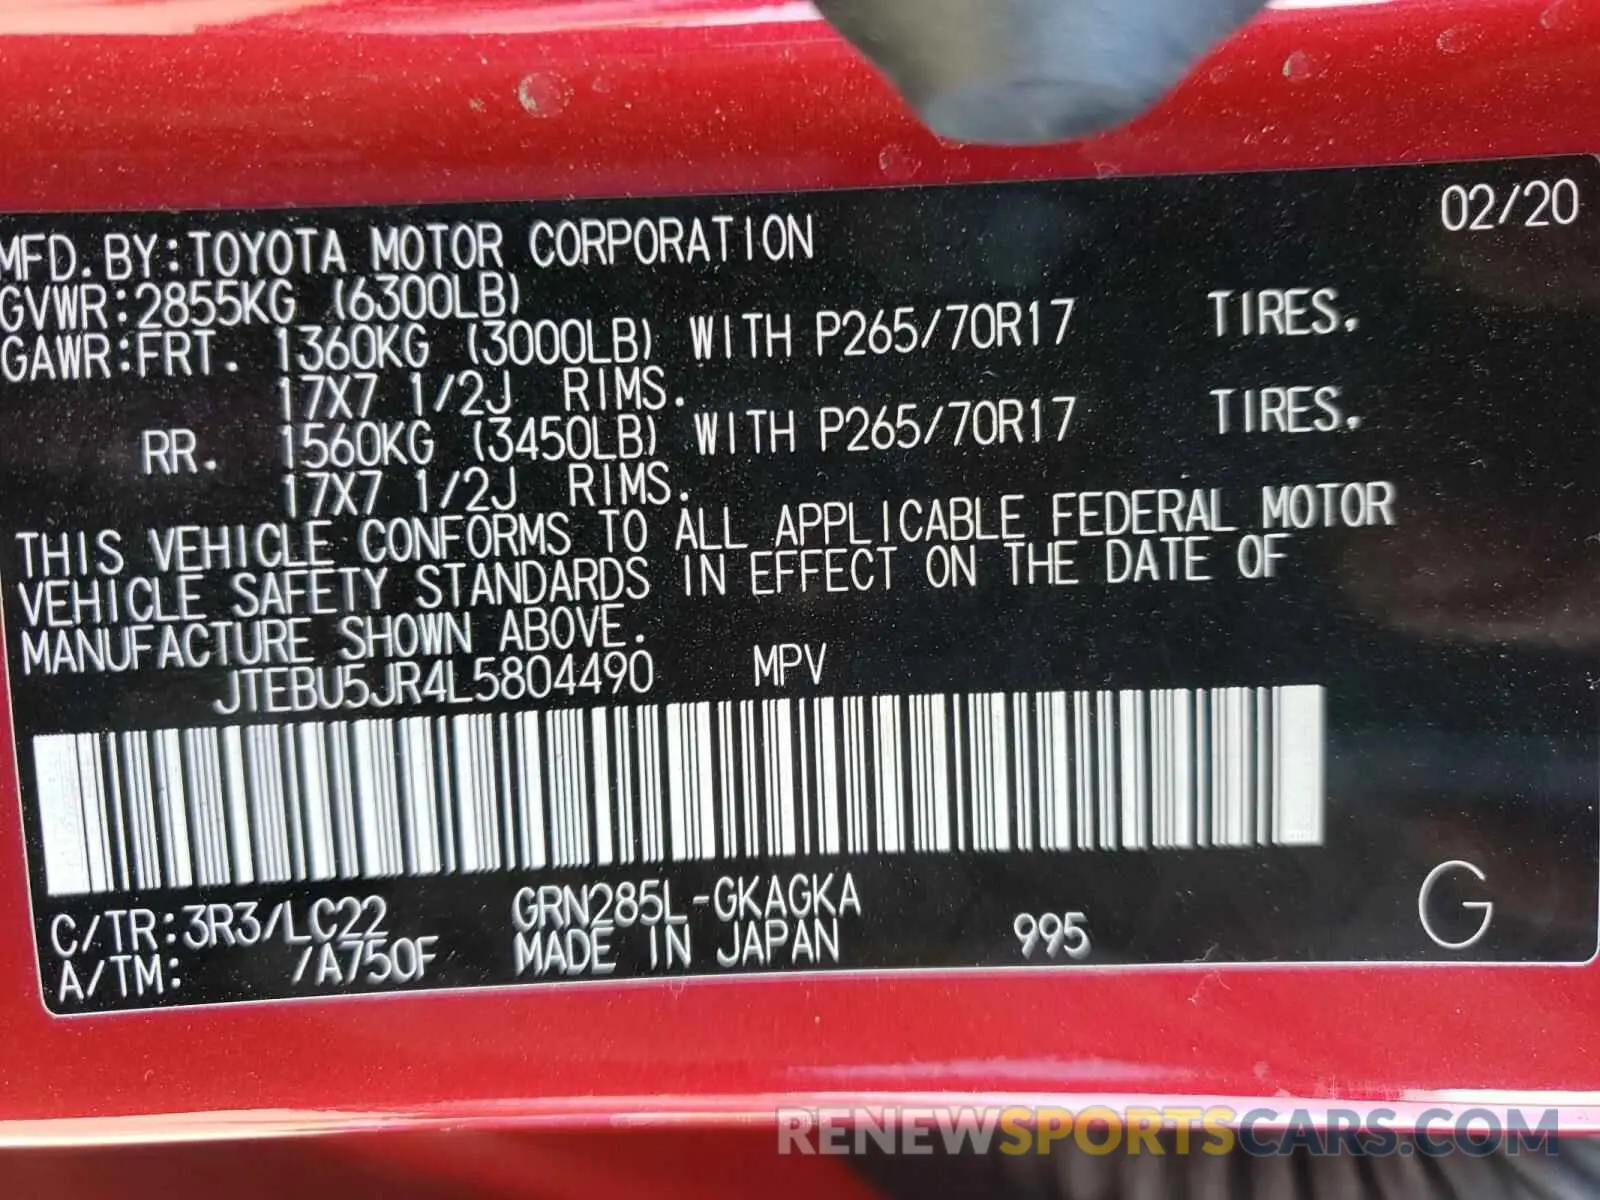 02/20
MFD. BY: TOYOTA MOTOR CORPORATION
GVWR: 2855KG (6300LB)
GAWR: FRT. 1360KG (3000LB) WITH P265/70R17 TIRES.
17X7 1/2J RIMS.
RR. 1560KG (3450LB) WITH P265/70R17 TIRES.
17X7 1/2J RIMS.
THIS VEHICLE CONFORMS TO ALL APPLICABLE FEDERAL MOTOR
VEHICLE SAFETY STANDARDS IN EFFECT ON THE DATE OF
MANUFACTURE SHOWN ABOVE.
JTEBU5JR4L5804490 MPV
C/TR: 3R3/LC22 GRN285L-GKAGKA
A/TM: /A750F MADE IN JAPAN 995 G
RENEWSPORTSCARS.COM